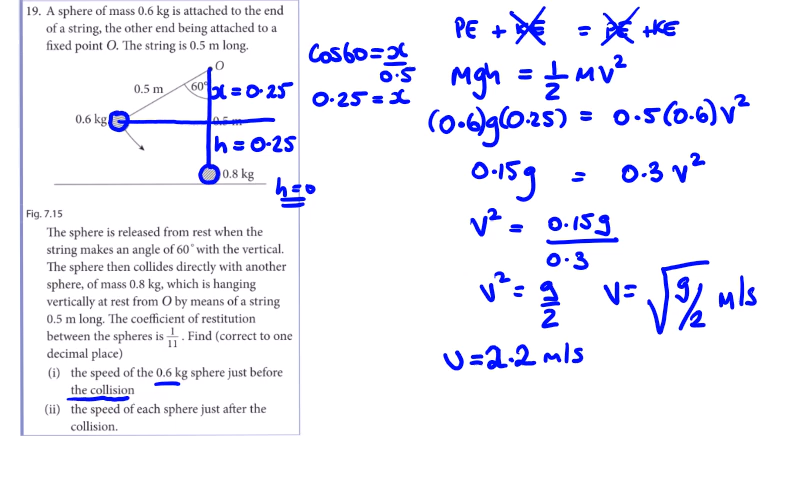 19. A sphere of mass 0.6 kg is attached to the end
of a string, the other end being attached to a
fixed point O. The string is 0.5 m long.
O
0.5 m
60°
x = 0.25
0.6 kg
0.5 m
h = 0.25
0.8 kg
h=0
Fig. 7.15
The sphere is released from rest when the
string makes an angle of 60° with the vertical.
The sphere then collides directly with another
sphere, of mass 0.8 kg, which is hanging
vertically at rest from O by means of a string
0.5 m long. The coefficient of restitution
between the spheres is 1/11. Find (correct to one
decimal place)
(i) the speed of the 0.6 kg sphere just before
the collision
(ii) the speed of each sphere just after the
collision.
Cos60 = x/0.5
0.25 = x
PE + KE = PE + KE
Mgh = 1/2 MV²
(0.6)g(0.25) = 0.5(0.6)V²
0.15g = 0.3 V²
V² = 0.15g/0.3
V² = g/2 V= √g/2 m/s
U=2.2 m/s